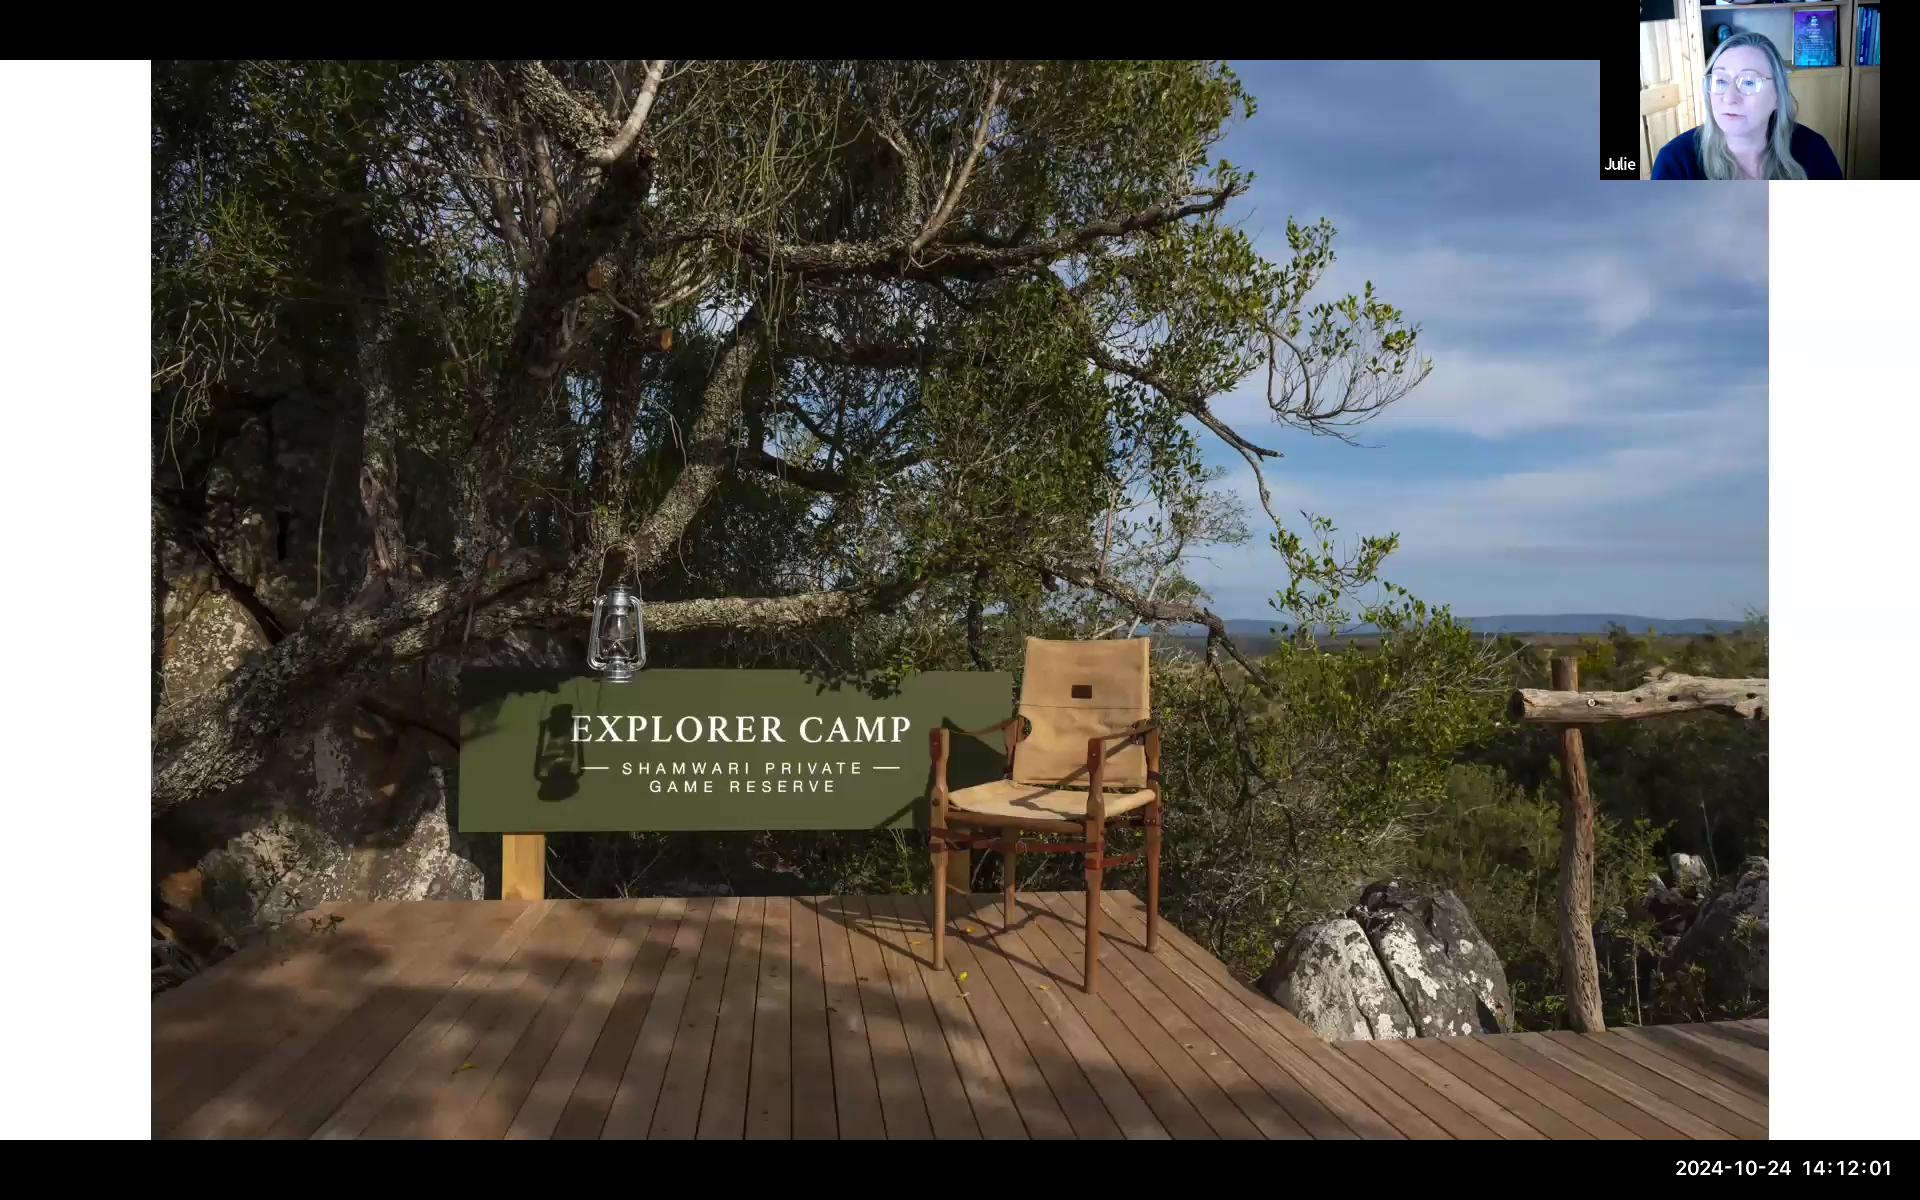 Julie
EXPLORER CAMP
— SHAMWARI PRIVATE —
GAME RESERVE
2024-10-24 14:12:01